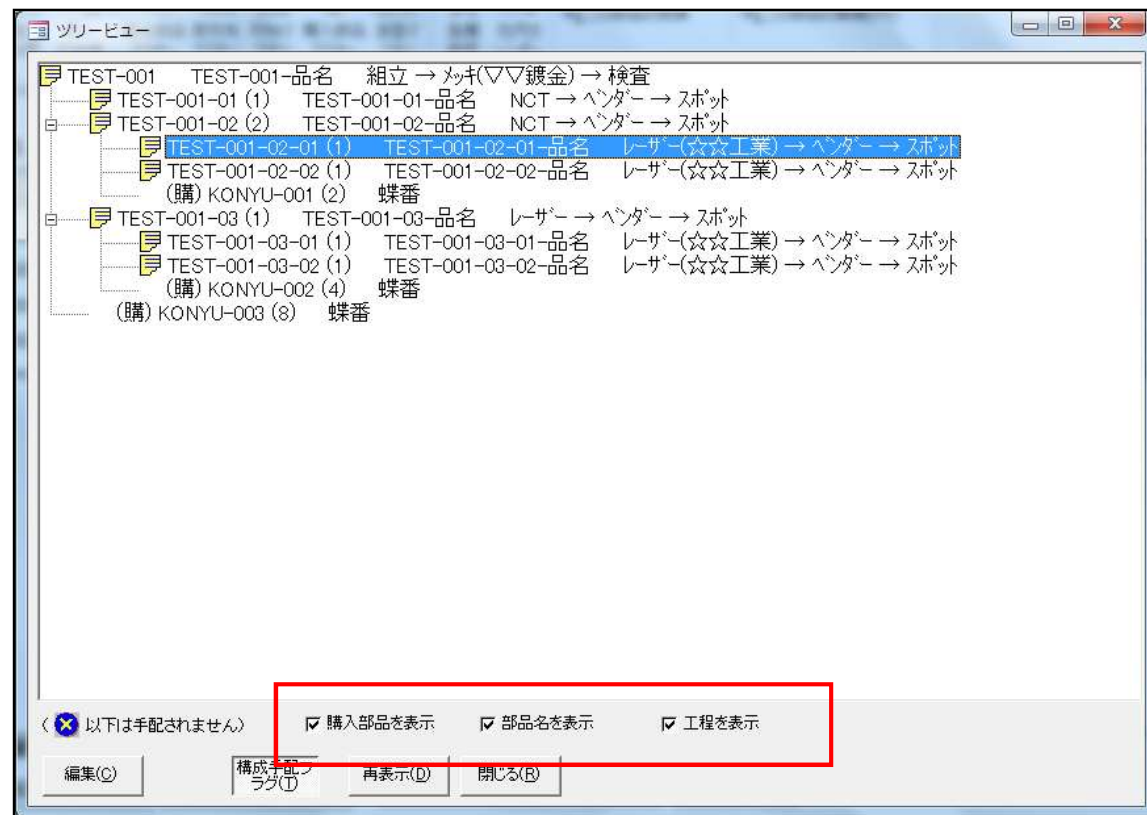 ツリービュー
TEST-001 TEST-001-品名 組立 → ﾒｯｷ(▽▽鍍金) → 検査
TEST-001-01 (1) TEST-001-01-品名 NCT → ﾍﾞﾝﾀﾞｰ → ｽﾎﾟｯﾄ
TEST-001-02 (2) TEST-001-02-品名 NCT → ﾍﾞﾝﾀﾞｰ → ｽﾎﾟｯﾄ
TEST-001-02-01 (1) TEST-001-02-01-品名 ﾚｰｻﾞｰ(☆☆工業) → ﾍﾞﾝﾀﾞｰ → ｽﾎﾟｯﾄ
TEST-001-02-02 (1) TEST-001-02-02-品名 ﾚｰｻﾞｰ(☆☆工業) → ﾍﾞﾝﾀﾞｰ → ｽﾎﾟｯﾄ
(購) KONYU-001 (2) 蝶番
TEST-001-03 (1) TEST-001-03-品名 ﾚｰｻﾞｰ → ﾍﾞﾝﾀﾞｰ → ｽﾎﾟｯﾄ
TEST-001-03-01 (1) TEST-001-03-01-品名 ﾚｰｻﾞｰ(☆☆工業) → ﾍﾞﾝﾀﾞｰ → ｽﾎﾟｯﾄ
TEST-001-03-02 (1) TEST-001-03-02-品名 ﾚｰｻﾞｰ(☆☆工業) → ﾍﾞﾝﾀﾞｰ → ｽﾎﾟｯﾄ
(購) KONYU-002 (4) 蝶番
(購) KONYU-003 (8) 蝶番
( 以下は手配されません) 購入部品を表示 部品名を表示 工程を表示
編集(C) 構成手配フ 再表示(D) 閉じる(R)
ラグ(T)